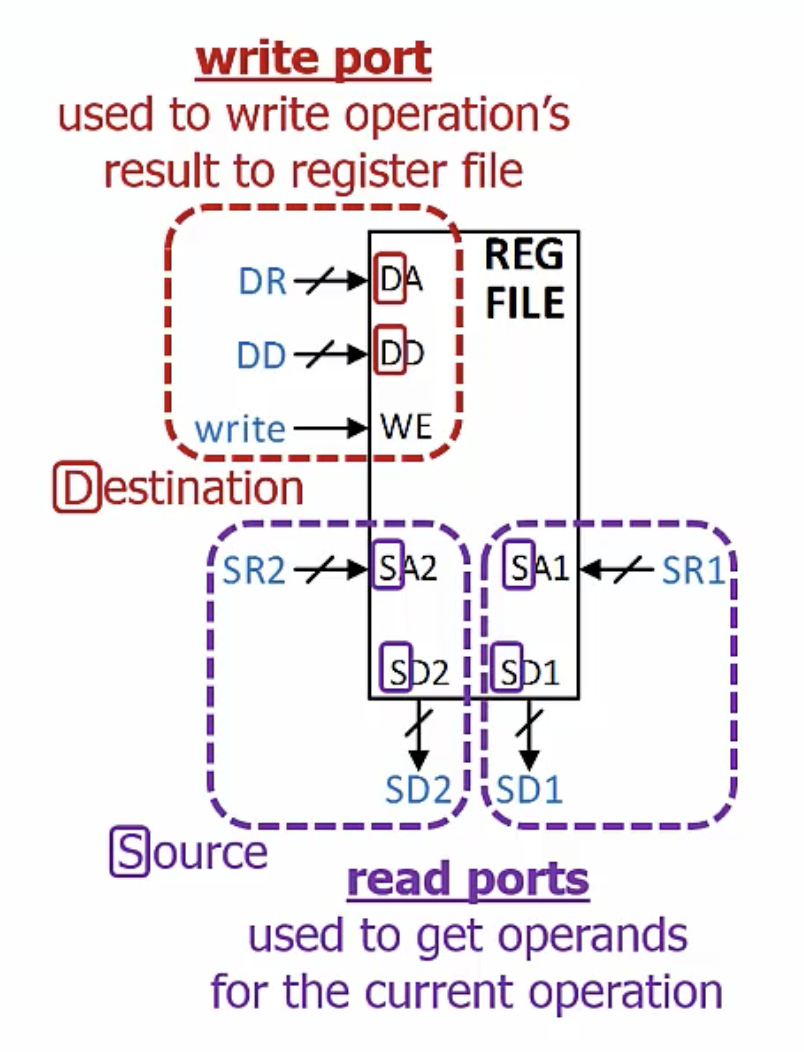 write port
used to write operation's
result to register file
REG
FILE
DR DA
DD DD
write WE
Destination
SR2 SA2 SA1 SR1
SD2 SD1
SD2 SD1
Source
read ports
used to get operands
for the current operation